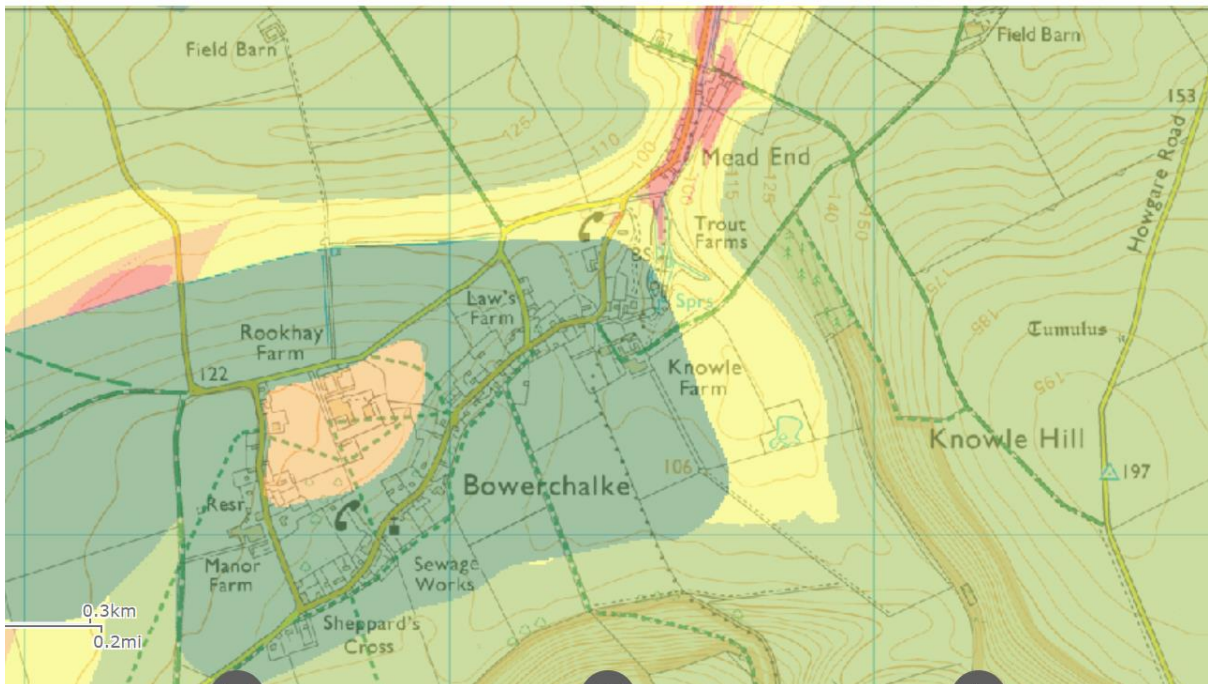 Field Barn
Field Barn
125
110
100
153
Mead End
100
115
125
140
150
Howgare Road
Trout
Farms
BS
Sprs
175
185
Law's
Farm
Tumulus
Rookhay
Farm
122
Knowle
Farm
195
Knowle Hill
106
197
Bowerchalke
Resr
Manor
Farm
Sewage
Works
0.3km
0.2mi
Sheppard's
Cross